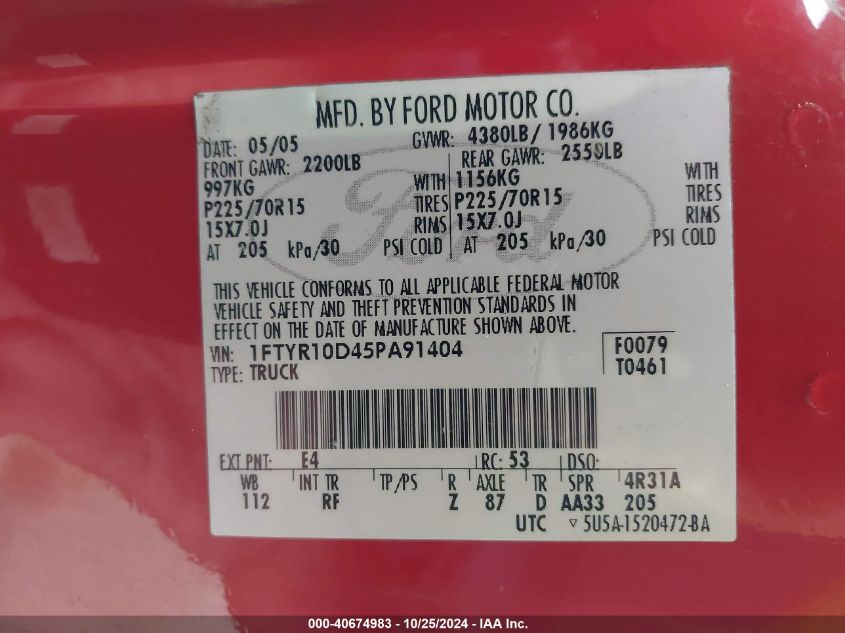 MFD. BY FORD MOTOR CO.
DATE: 05/05 GVWR: 4380LB/ 1986KG
FRONT GAWR: 2200LB REAR GAWR: 2550LB
997KG WITH 1156KG WITH
P225/70R15 TIRES P225/70R15 TIRES
15X7.0J RIMS 15X7.0J RIMS
AT 205 kPa/30 PSI COLD AT 205 kPa/30 PSI COLD
Ford
THIS VEHICLE CONFORMS TO ALL APPLICABLE FEDERAL MOTOR
VEHICLE SAFETY AND THEFT PREVENTION STANDARDS IN
EFFECT ON THE DATE OF MANUFACTURE SHOWN ABOVE.
VIN: 1FTYR10D45PA91404 F0079
TYPE: TRUCK T0461
EXT PNT: E4 RC: 53 DSO:
WB INT TR TP/PS R AXLE TR SPR 4R31A
112 RF Z 87 D AA33 205
UTC ▽5U5A-1520472-BA
000-40674983 - 10/25/2024 - IAA Inc.